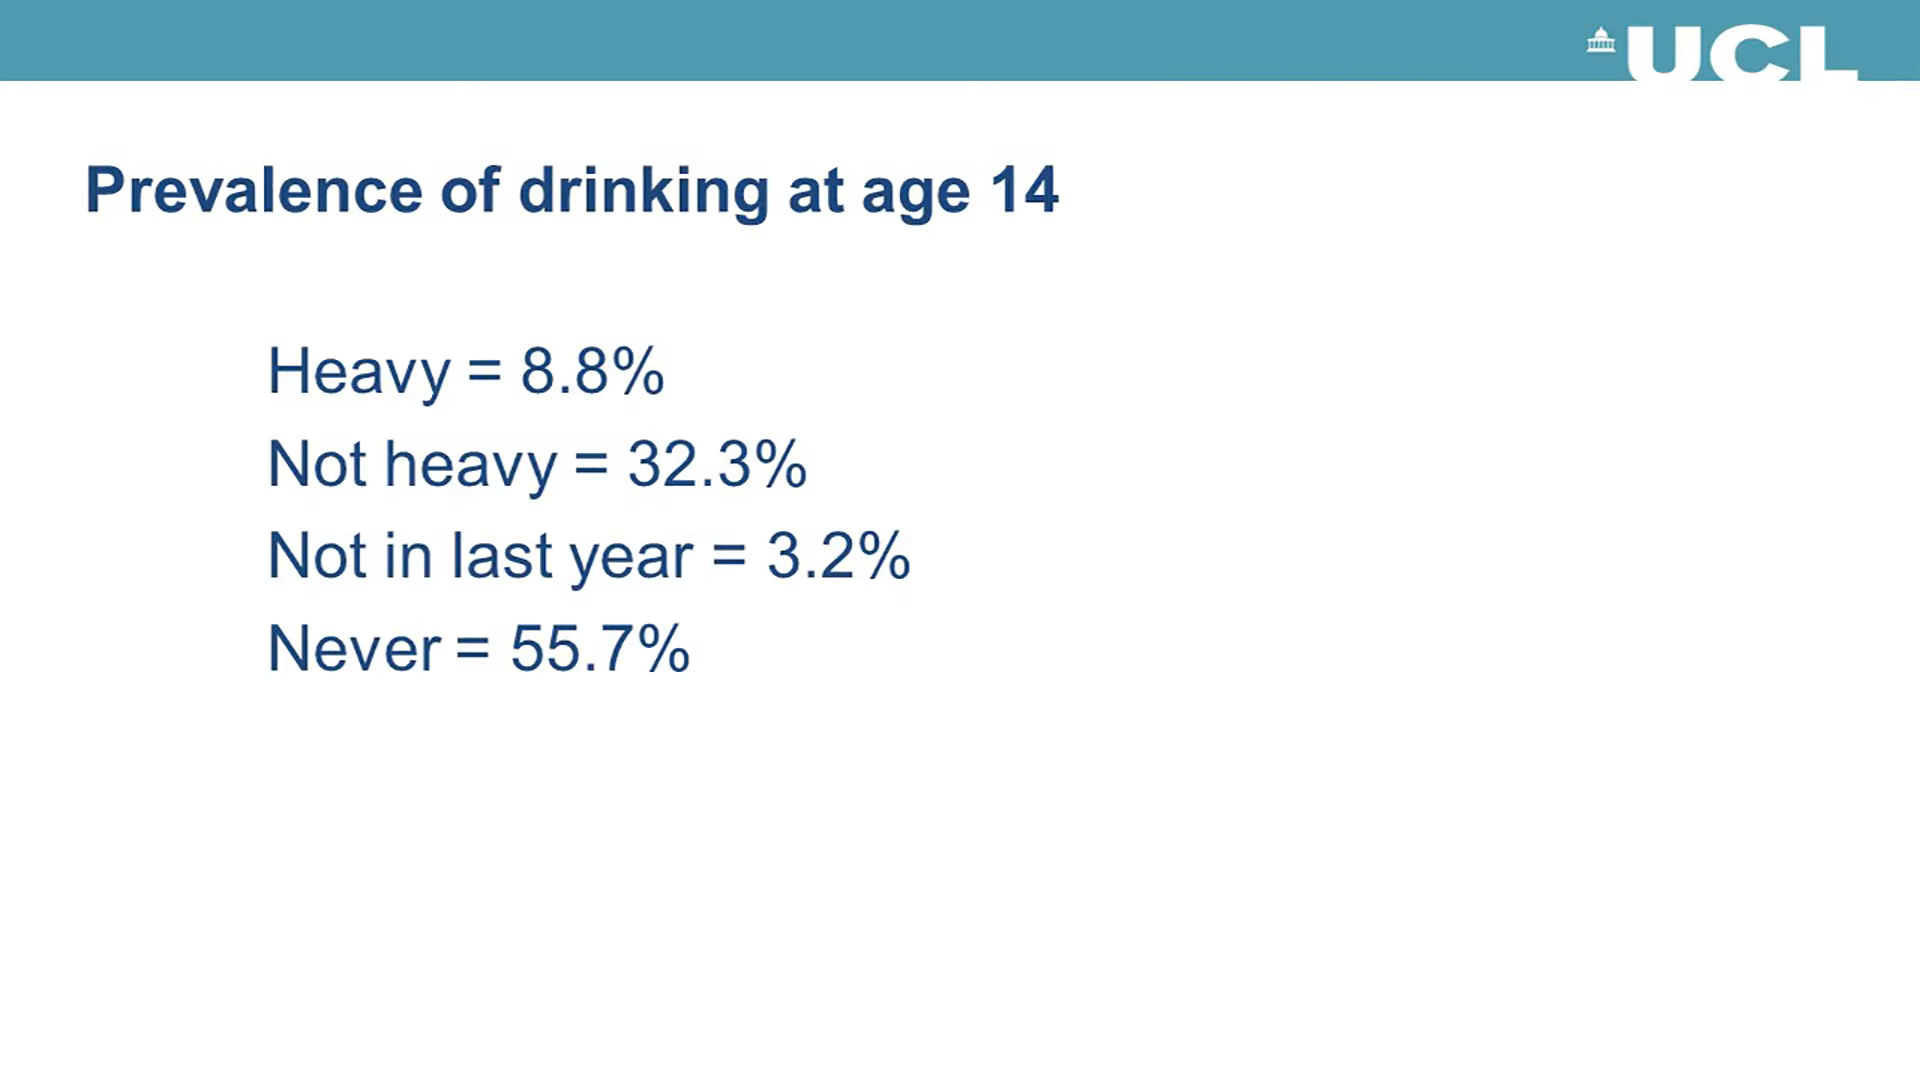 UCL
Prevalence of drinking at age 14
Heavy = 8.8%
Not heavy = 32.3%
Not in last year = 3.2%
Never = 55.7%